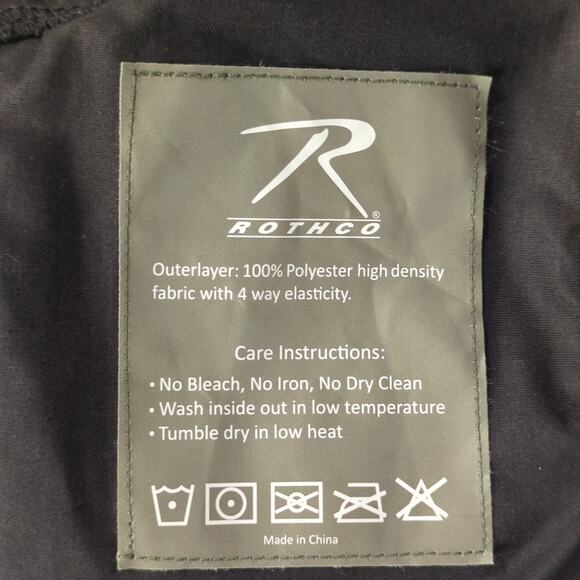 R
ROTHCO®
Outerlayer: 100% Polyester high density
fabric with 4 way elasticity.
Care Instructions:
• No Bleach, No Iron, No Dry Clean
• Wash inside out in low temperature
• Tumble dry in low heat
Made in China